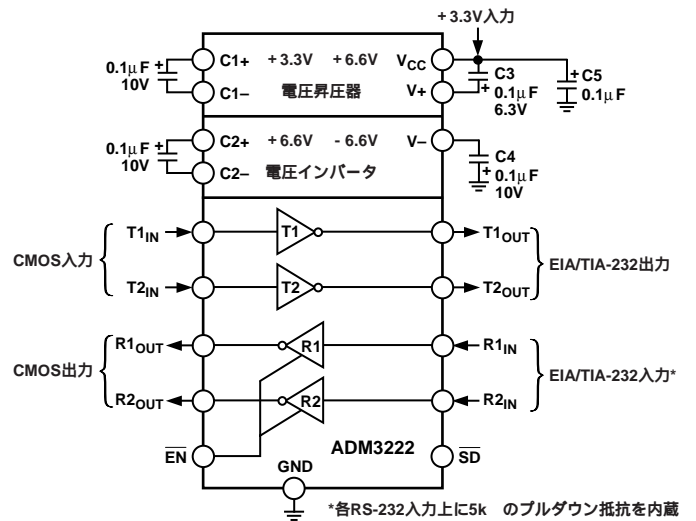 +3.3V入力
0.1μF
10V
C1+
+3.3V +6.6V
VCC
C1–
電圧昇圧器
V+
C3
0.1μF
6.3V
C5
0.1μF
0.1μF
10V
C2+
+6.6V -6.6V
V–
C2–
電圧インバータ
C4
0.1μF
10V
CMOS入力
T1IN
T1
T1OUT
T2IN
T2
T2OUT
EIA/TIA-232出力
CMOS出力
R1OUT
R1
R1IN
R2OUT
R2
R2IN
EIA/TIA-232入力*
EN
ADM3222
SD
GND
*各RS-232入力上に5k のプルダウン抵抗を内蔵